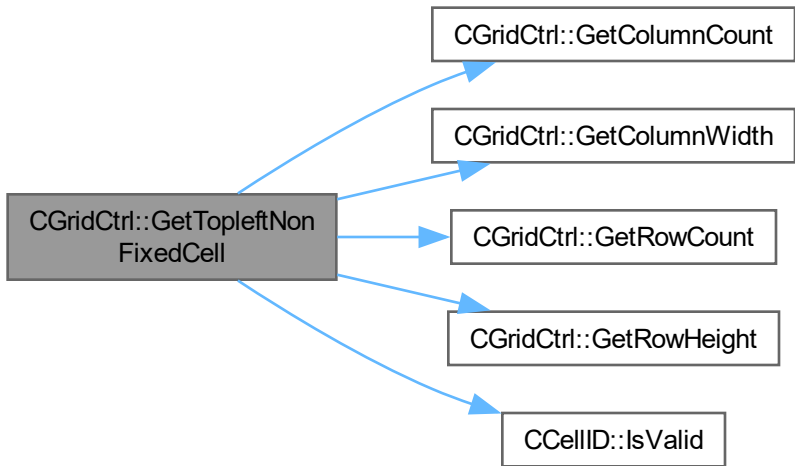 CGridCtrl::GetColumnCount
CGridCtrl::GetColumnWidth
CGridCtrl::GetTopleftNon
FixedCell
CGridCtrl::GetRowCount
CGridCtrl::GetRowHeight
CCellID::IsValid